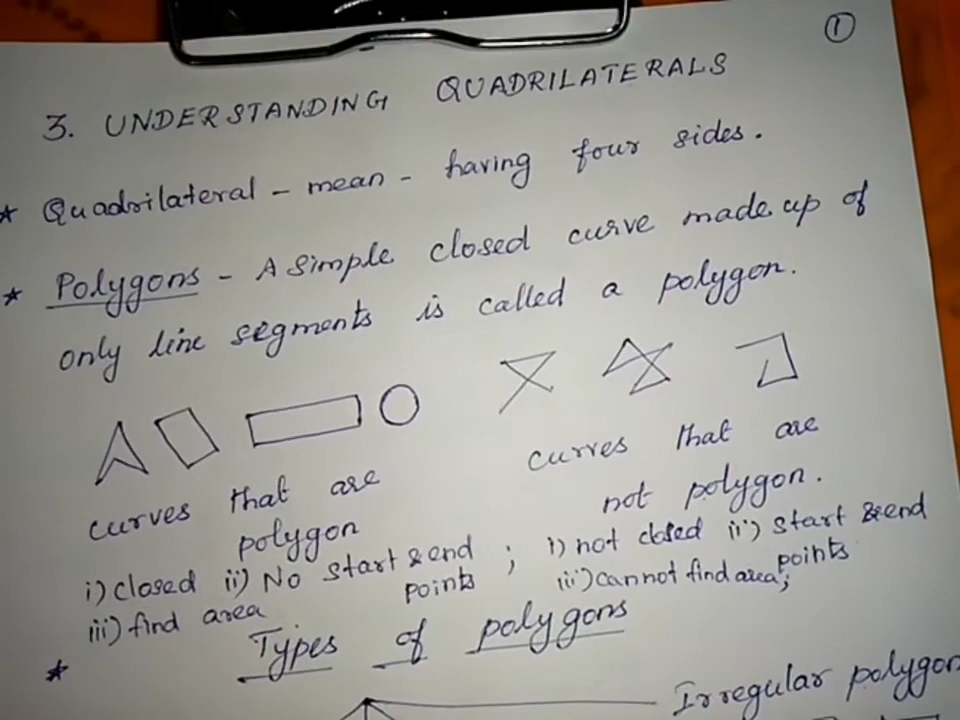 1
3. UNDERSTANDING QUADRILATERALS
* Quadrilateral - mean - having four sides.
* Polygons - A simple closed curve made up of
only line segments is called a polygon.
curves that are
polygon
curves that are
not polygon.
i) closed ii) No start & end
points ;
iii) find area
i) not closed ii) start & end
points
iii) cannot find area;
* Types of polygons
Irregular polygon